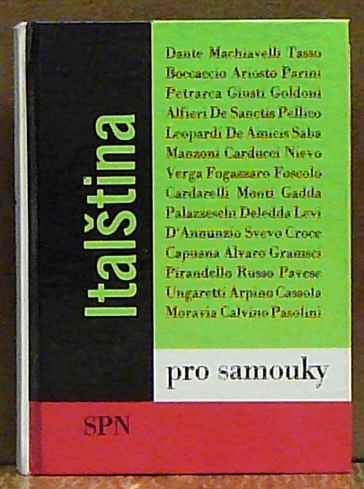 Italština
Dante Machiavelli Tasso
Boccaccio Ariosto Parini
Petrarca Giusti Goldoni
Alfieri De Sanctis Pellico
Leopardi De Amicis Saba
Manzoni Carducci Nievo
Verga Fogazzaro Foscolo
Cardarelli Monti Gadda
Palazzeschi Deledda Levi
D'Annunzio Svevo Croce
Capuana Alvaro Gramsci
Pirandello Russo Pavese
Ungaretti Arpino Cassola
Moravia Calvino Pasolini
pro samouky
SPN